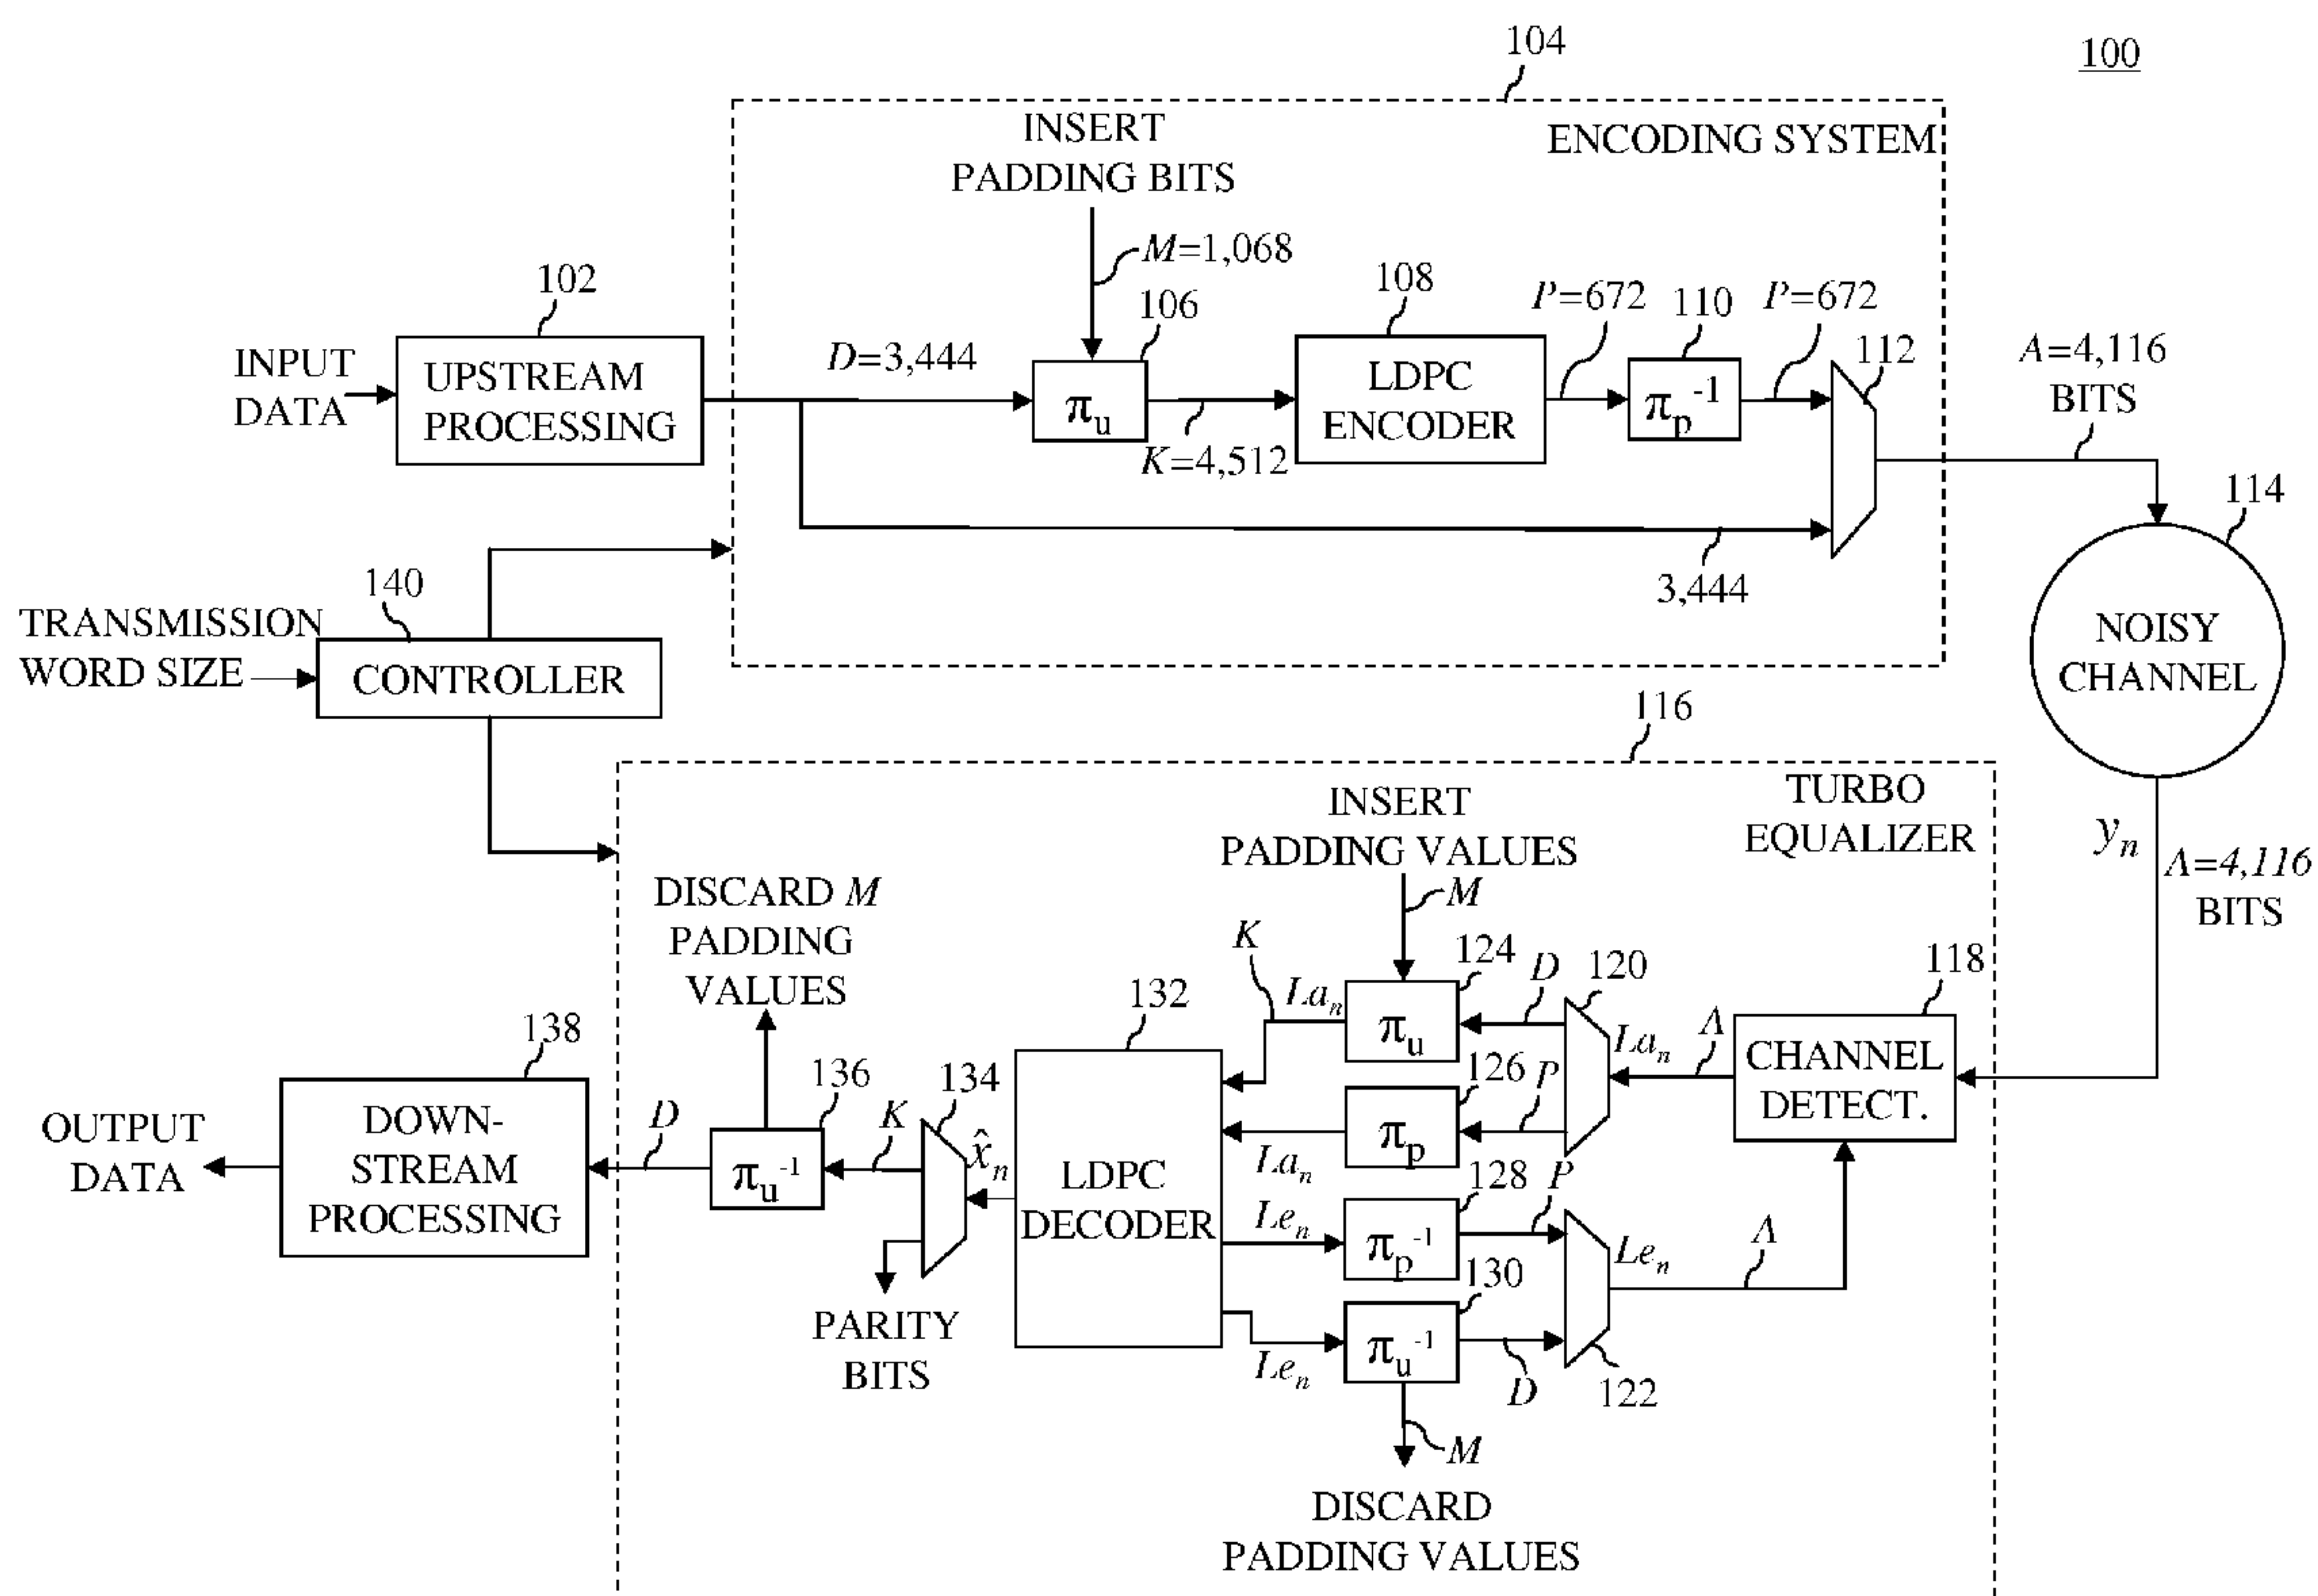 100
104
INSERT
PADDING BITS
ENCODING SYSTEM
M=1,068
102
106
108
P=672
110
P=672
112
A=4,116
BITS
INPUT
DATA
UPSTREAM
PROCESSING
D=3,444
πu
K=4,512
LDPC
ENCODER
πp-1
3,444
114
NOISY
CHANNEL
140
TRANSMISSION
WORD SIZE
CONTROLLER
116
TURBO
EQUALIZER
yn
A=4,116
BITS
INSERT
PADDING VALUES
M
DISCARD M
PADDING
VALUES
K
Lan
124
πu
D
120
Lan
A
118
CHANNEL
DETECT.
132
LDPC
DECODER
126
πp
P
Lan
128
πp-1
P
Len
130
πu-1
D
Len
Len
A
122
M
DISCARD
PADDING VALUES
138
DOWN-
STREAM
PROCESSING
OUTPUT
DATA
D
136
πu-1
K
134
x̂n
PARITY
BITS